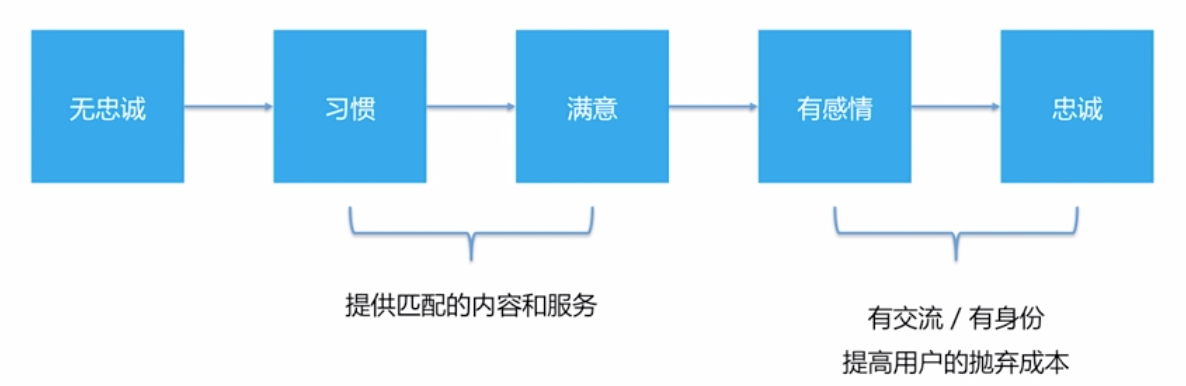 无忠诚
习惯
满意
有感情
忠诚
提供匹配的内容和服务
有交流 / 有身份
提高用户的抛弃成本